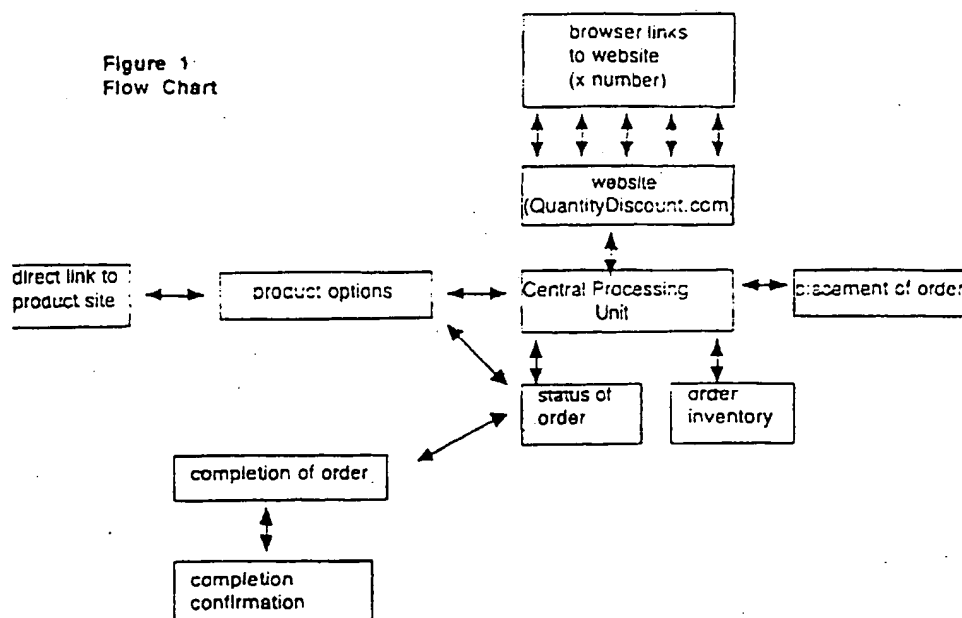 Figure 1
Flow Chart
browser links
to website
(x number)
website
(QuantityDiscount.com
direct link to
product site
product options
Central Processing
Unit
placement of order
status of
order
order
inventory
completion of order
completion
confirmation